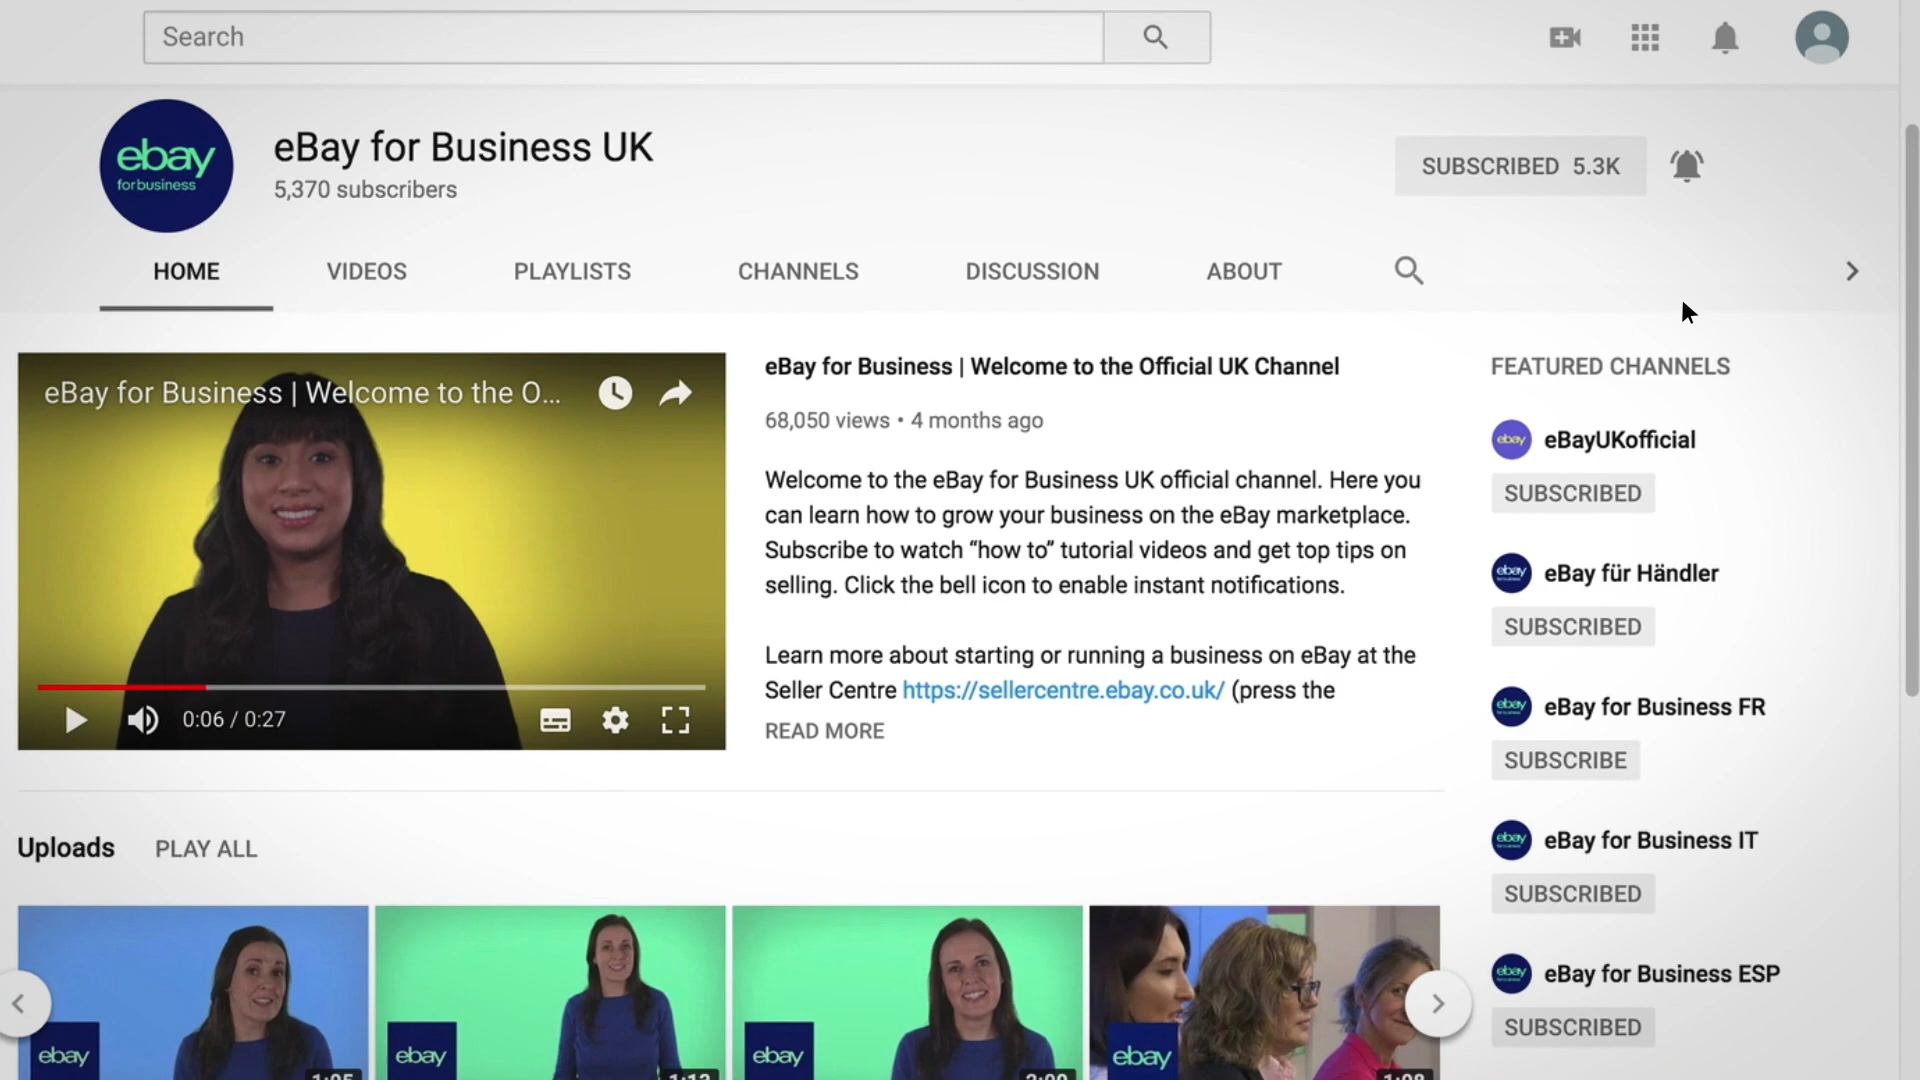 Search
ebay
for business
eBay for Business UK
5,370 subscribers
SUBSCRIBED 5.3K
HOME
VIDEOS
PLAYLISTS
CHANNELS
DISCUSSION
ABOUT
eBay for Business | Welcome to the O...
0:06 / 0:27
eBay for Business | Welcome to the Official UK Channel
68,050 views • 4 months ago
Welcome to the eBay for Business UK official channel. Here you
can learn how to grow your business on the eBay marketplace.
Subscribe to watch “how to” tutorial videos and get top tips on
selling. Click the bell icon to enable instant notifications.
Learn more about starting or running a business on eBay at the
Seller Centre https://sellercentre.ebay.co.uk/ (press the
READ MORE
FEATURED CHANNELS
ebay
eBayUKofficial
SUBSCRIBED
ebay
eBay für Händler
SUBSCRIBED
ebay
eBay for Business FR
SUBSCRIBE
ebay
eBay for Business IT
SUBSCRIBED
ebay
eBay for Business ESP
SUBSCRIBED
Uploads
PLAY ALL
ebay
ebay
ebay
ebay